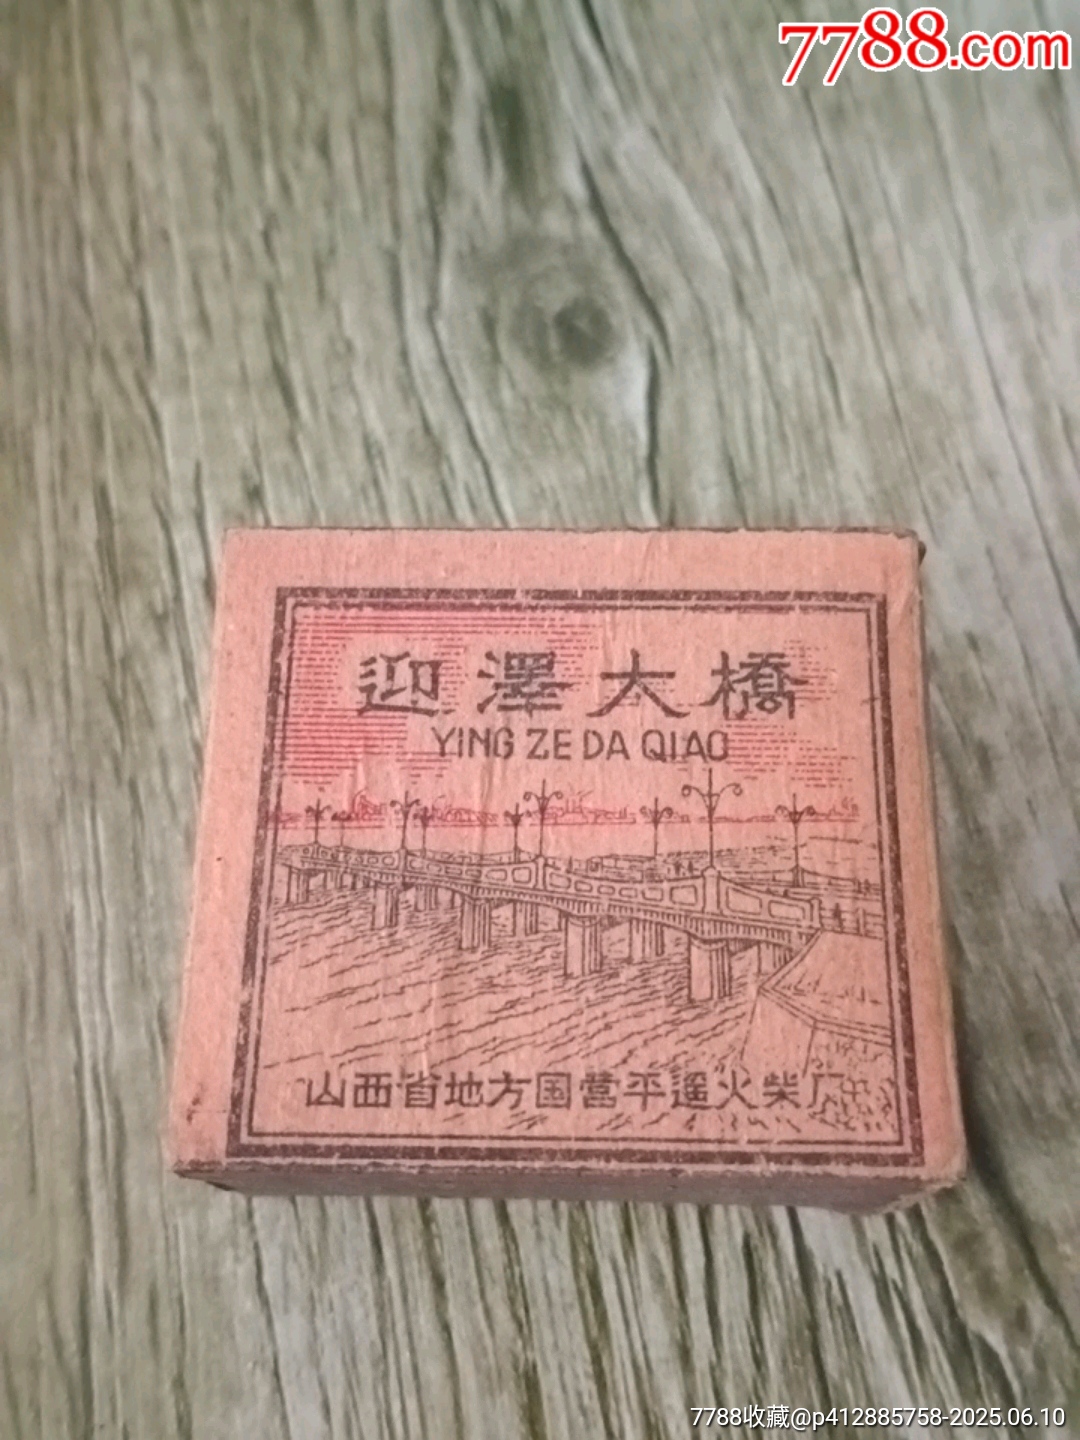 7788.com
迎澤大橋
YING ZE DA QIAO
山西省地方国营平遥火柴厂
7788收藏@p412885758-2025.06.10